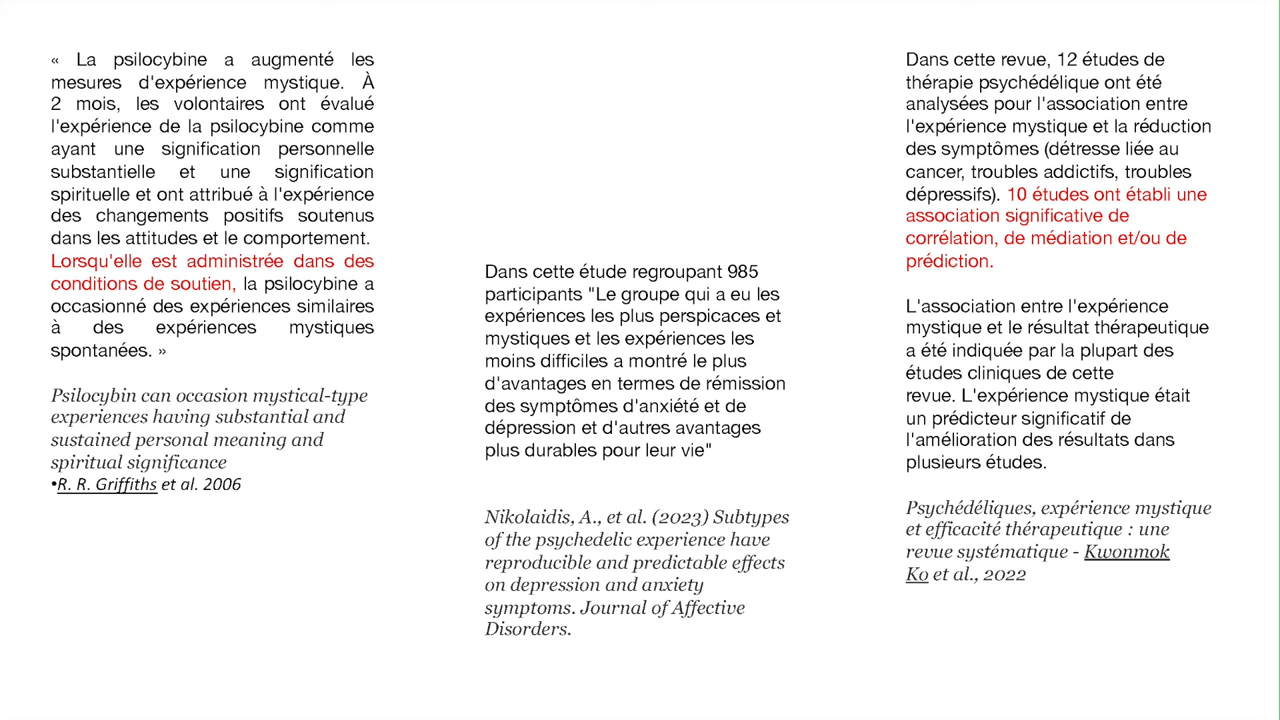 « La psilocybine a augmenté les
mesures d'expérience mystique. À
2 mois, les volontaires ont évalué
l'expérience de la psilocybine comme
ayant une signification personnelle
substantielle et une signification
spirituelle et ont attribué à l'expérience
des changements positifs soutenus
dans les attitudes et le comportement.
Lorsqu'elle est administrée dans des
conditions de soutien, la psilocybine a
occasionné des expériences similaires
à des expériences mystiques
spontanées. »
Psilocybin can occasion mystical-type
experiences having substantial and
sustained personal meaning and
spiritual significance
•R. R. Griffiths et al. 2006
Dans cette étude regroupant 985
participants "Le groupe qui a eu les
expériences les plus perspicaces et
mystiques et les expériences les
moins difficiles a montré le plus
d'avantages en termes de rémission
des symptômes d'anxiété et de
dépression et d'autres avantages
plus durables pour leur vie"
Nikolaidis, A., et al. (2023) Subtypes
of the psychedelic experience have
reproducible and predictable effects
on depression and anxiety
symptoms. Journal of Affective
Disorders.
Dans cette revue, 12 études de
thérapie psychédélique ont été
analysées pour l'association entre
l'expérience mystique et la réduction
des symptômes (détresse liée au
cancer, troubles addictifs, troubles
dépressifs). 10 études ont établi une
association significative de
corrélation, de médiation et/ou de
prédiction.
L'association entre l'expérience
mystique et le résultat thérapeutique
a été indiquée par la plupart des
études cliniques de cette
revue. L'expérience mystique était
un prédicteur significatif de
l'amélioration des résultats dans
plusieurs études.
Psychédéliques, expérience mystique
et efficacité thérapeutique : une
revue systématique - Kwonmok
Ko et al., 2022